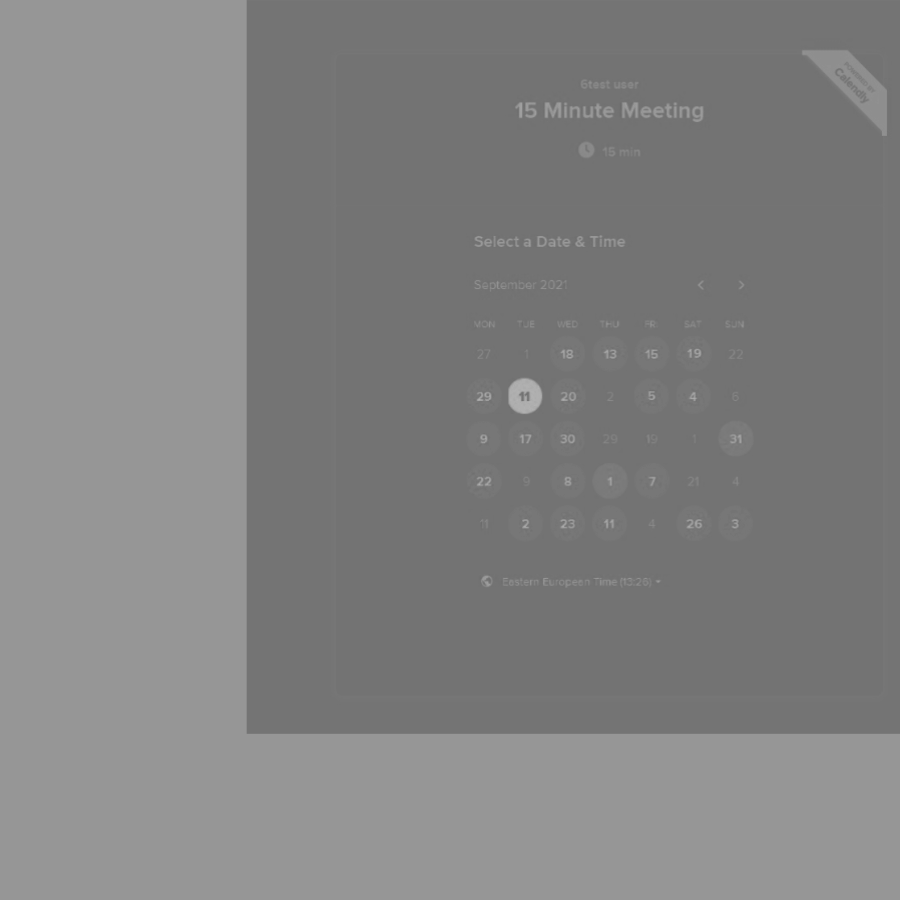 POWERED BY
Calendly
6test user
15 Minute Meeting
15 min
Select a Date & Time
September 2021
MON TUE WED THU FRI SAT SUN
27 1 18 13 15 19 22
29 11 20 2 5 4 6
9 17 30 29 19 1 31
22 9 8 1 7 21 4
11 2 23 11 4 26 3
Eastern European Time (13:26)